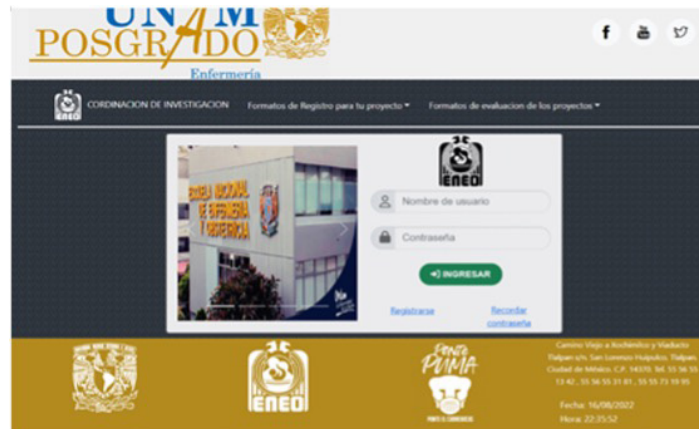 UNAM
POSGRADO
Enfermería
ENEO
CORDINACION DE INVESTIGACION
Formatos de Registro para tu proyecto
Formatos de evaluacion de los proyectos
ESCUELA NACIONAL
DE ENFERMERIA
Y OBSTETRICIA
ENEO
Nombre de usuario
Contraseña
INGRESAR
Registrarse
Recordar
contraseña
ENEO
PONTE
PUMA
Camino Viejo a Xochimilco y Viaducto
Tlalpan s/n. San Lorenzo Huipulco, Tlalpan.
Ciudad de México. C.P. 14370. Tel. 55 56 55
13 42 , 55 56 55 31 81 , 55 55 73 19 95
Fecha: 16/08/2022
Hora: 22:35:52